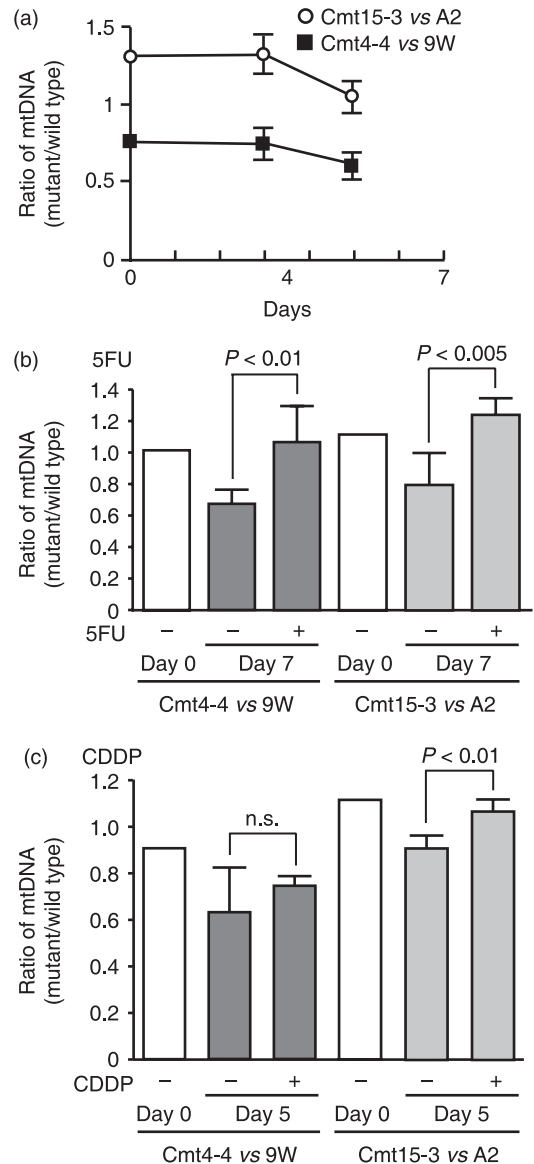 (a)
Cmt15-3 vs A2
Cmt4-4 vs 9W
Ratio of mtDNA
(mutant/wild type)
1.5
1
0.5
0
0
4
7
Days
(b)
5FU
P < 0.01
P < 0.005
Ratio of mtDNA
(mutant/wild type)
1.4
1.2
1.0
0.8
0.6
0.4
0.2
0
5FU
− − + − − +
Day 0 Day 7 Day 0 Day 7
Cmt4-4 vs 9W Cmt15-3 vs A2
(c)
CDDP
P < 0.01
n.s.
Ratio of mtDNA
(mutant/wild type)
1.2
1.0
0.8
0.6
0.4
0.2
0
CDDP
− − + − − +
Day 0 Day 5 Day 0 Day 5
Cmt4-4 vs 9W Cmt15-3 vs A2